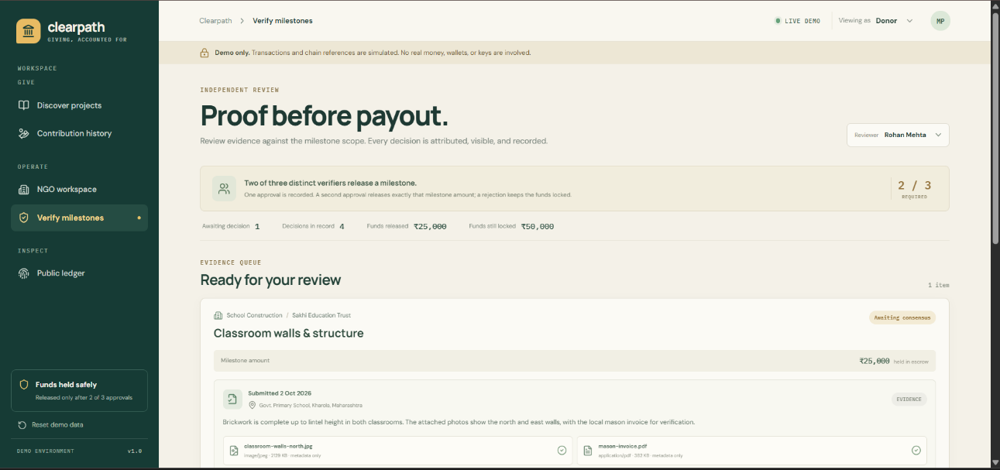 clearpath
GIVING, ACCOUNTED FOR
WORKSPACE
GIVE
Discover projects
Contribution history
OPERATE
NGO workspace
Verify milestones
INSPECT
Public ledger
Funds held safely
Released only after 2 of 3 approvals
Reset demo data
DEMO ENVIRONMENT v1.0
Clearpath > Verify milestones
LIVE DEMO
Viewing as Donor
MP
Demo only. Transactions and chain references are simulated. No real money, wallets, or keys are involved.
INDEPENDENT REVIEW
Proof before payout.
Review evidence against the milestone scope. Every decision is attributed, visible, and recorded.
Reviewer Rohan Mehta
Two of three distinct verifiers release a milestone.
One approval is recorded. A second approval releases exactly that milestone amount; a rejection keeps the funds locked.
2 / 3
REQUIRED
Awaiting decision 1 Decisions in record 4 Funds released ₹25,000 Funds still locked ₹50,000
EVIDENCE QUEUE
Ready for your review
1 item
School Construction / Sakhi Education Trust
Awaiting consensus
Classroom walls & structure
Milestone amount ₹25,000 held in escrow
Submitted 2 Oct 2026
Govt. Primary School, Kharola, Maharashtra
EVIDENCE
Brickwork is complete up to lintel height in both classrooms. The attached photos show the north and east walls, with the local mason invoice for verification.
classroom-walls-north.jpg
image/jpeg · KB · metadata only
mason-invoice.pdf
application/pdf · KB · metadata only